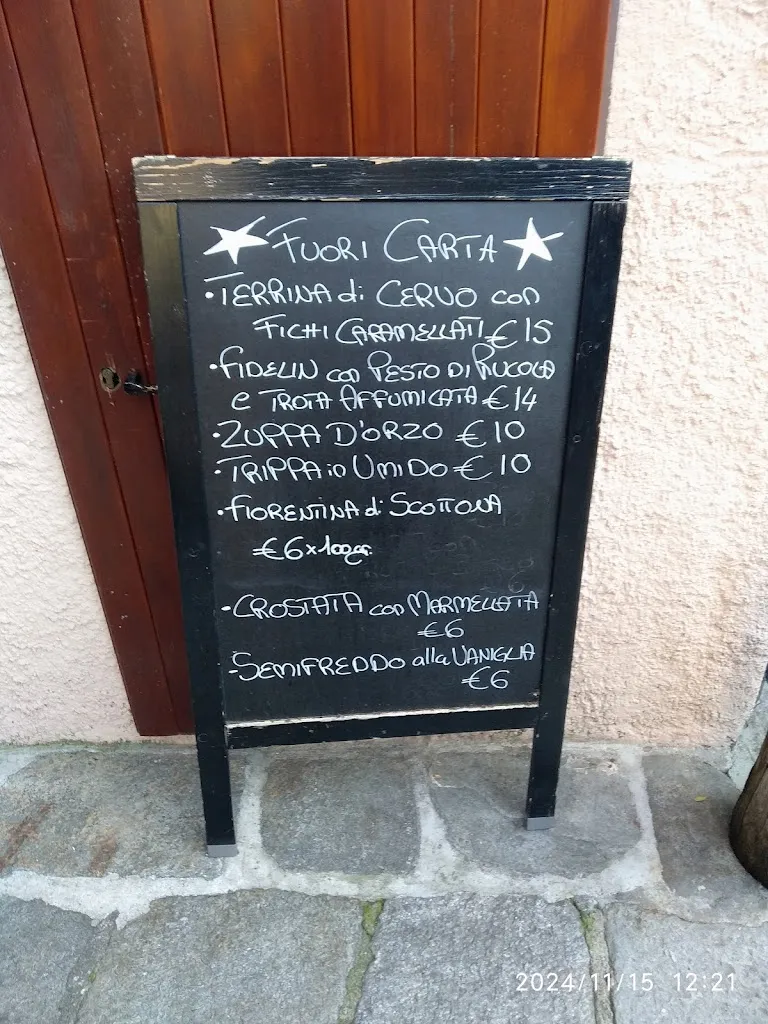 FUORI CARTA
•TERRINA di CERVO con
FICHI CARAMELLATI €15
•FIDELIN con PESTO DI RUCOLA
e TROTA AFFUMICATA €14
•ZUPPA D'ORZO €10
•TRIPPA in UMIDO €10
•FIORENTINA di SCOTTONA
€6x100gr.
•CROSTATA con MARMELLATA
€6
-SEMIFREDDO alla VANIGLIA
€6
2024/11/15 12:21